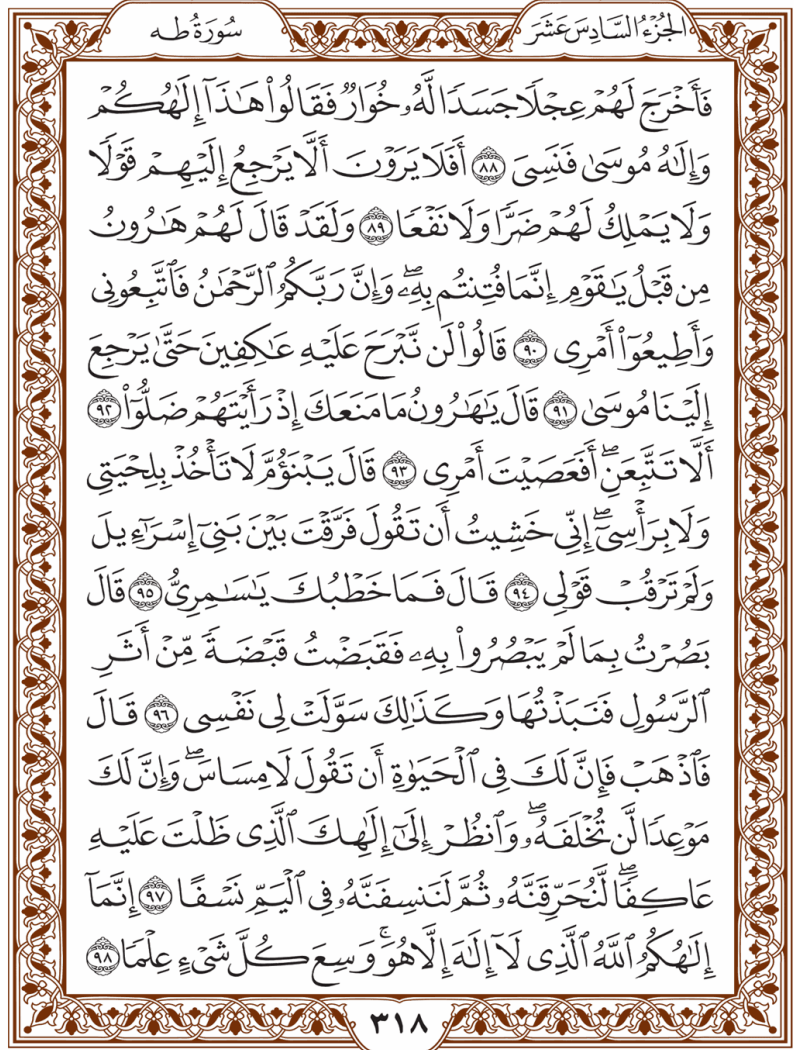 الجُزْءُ السَّادِسَ عَشَرَ
سُورَةُ طه
فَأَخْرَجَ لَهُمْ عِجْلًا جَسَدًا لَّهُۥ خُوَارٌ فَقَالُوا۟ هَٰذَآ إِلَٰهُكُمْ
وَإِلَٰهُ مُوسَىٰ فَنَسِىَ ٨٨ أَفَلَا يَرَوْنَ أَلَّا يَرْجِعُ إِلَيْهِمْ قَوْلًا
وَلَا يَمْلِكُ لَهُمْ ضَرًّا وَلَا نَفْعًا ٨٩ وَلَقَدْ قَالَ لَهُمْ هَٰرُونُ
مِن قَبْلُ يَٰقَوْمِ إِنَّمَا فُتِنتُم بِهِۦۖ وَإِنَّ رَبَّكُمُ ٱلرَّحْمَٰنُ فَٱتَّبِعُونِى
وَأَطِيعُوٓا۟ أَمْرِى ٩٠ قَالُوا۟ لَن نَّبْرَحَ عَلَيْهِ عَٰكِفِينَ حَتَّىٰ يَرْجِعَ
إِلَيْنَا مُوسَىٰ ٩١ قَالَ يَٰهَٰرُونُ مَا مَنَعَكَ إِذْ رَأَيْتَهُمْ ضَلُّوٓا۟ ٩٢
أَلَّا تَتَّبِعَنِۖ أَفَعَصَيْتَ أَمْرِى ٩٣ قَالَ يَبْنَؤُمَّ لَا تَأْخُذْ بِلِحْيَتِى
وَلَا بِرَأْسِىٓۖ إِنِّى خَشِيتُ أَن تَقُولَ فَرَّقْتَ بَيْنَ بَنِىٓ إِسْرَٰٓءِيلَ
وَلَمْ تَرْقُبْ قَوْلِى ٩٤ قَالَ فَمَا خَطْبُكَ يَٰسَٰمِرِىُّ ٩٥ قَالَ
بَصُرْتُ بِمَا لَمْ يَبْصُرُوا۟ بِهِۦ فَقَبَضْتُ قَبْضَةً مِّنْ أَثَرِ
ٱلرَّسُولِ فَنَبَذْتُهَا وَكَذَٰلِكَ سَوَّلَتْ لِى نَفْسِى ٩٦ قَالَ
فَٱذْهَبْ فَإِنَّ لَكَ فِى ٱلْحَيَوٰةِ أَن تَقُولَ لَا مِسَاسَۖ وَإِنَّ لَكَ
مَوْعِدًا لَّن تُخْلَفَهُۥۖ وَٱنظُرْ إِلَىٰٓ إِلَٰهِكَ ٱلَّذِى ظَلْتَ عَلَيْهِ
عَاكِفًاۖ لَّنُحَرِّقَنَّهُۥ ثُمَّ لَنَنسِفَنَّهُۥ فِى ٱلْيَمِّ نَسْفًا ٩٧ إِنَّمَآ
إِلَٰهُكُمُ ٱللَّهُ ٱلَّذِى لَآ إِلَٰهَ إِلَّا هُوَۚ وَسِعَ كُلَّ شَىْءٍ عِلْمًا ٩٨
٣١٨